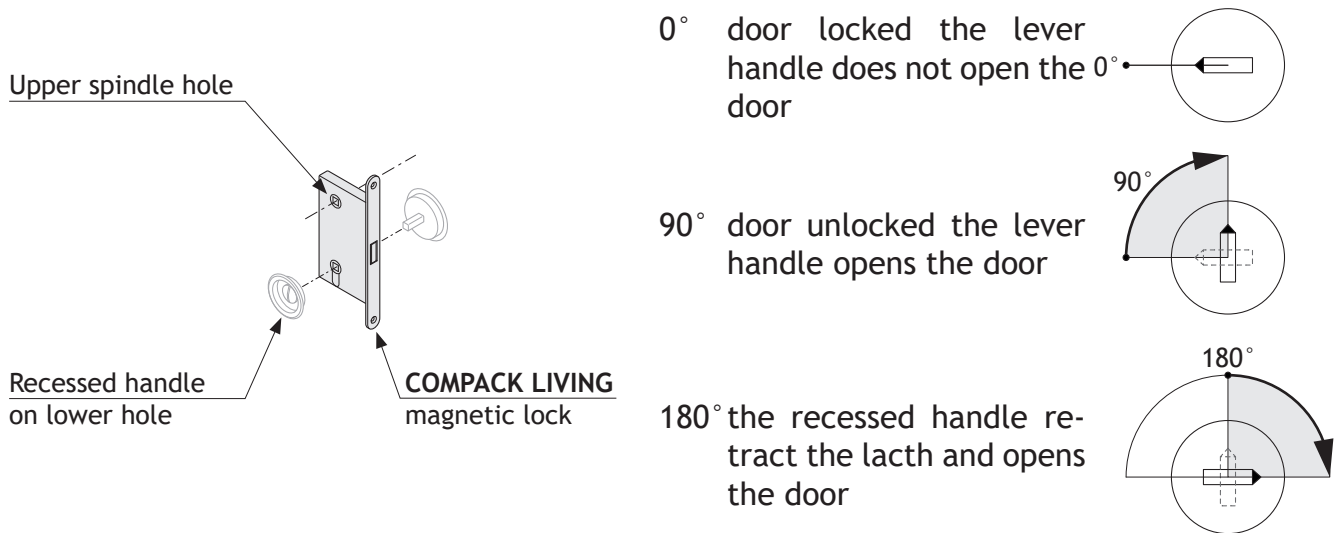 Upper spindle hole
Recessed handle
on lower hole
COMPACK LIVING
magnetic lock
0° door locked the lever
handle does not open the
door
0°
90° door unlocked the lever
handle opens the door
90°
180° the recessed handle re-
tract the lacth and opens
the door
180°